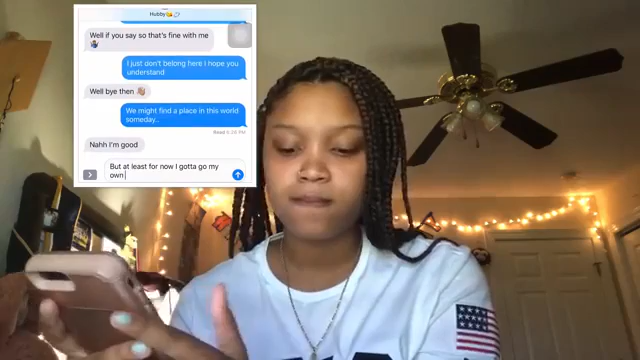 Hubby😘💍
Well if you say so that's fine with me
🤷🏽‍♂️
I just don't belong here I hope you
understand
Well bye then 👋🏽
We might find a place in this world
someday..
Read 6:26 PM
Nahh I'm good
But at least for now I gotta go my
own